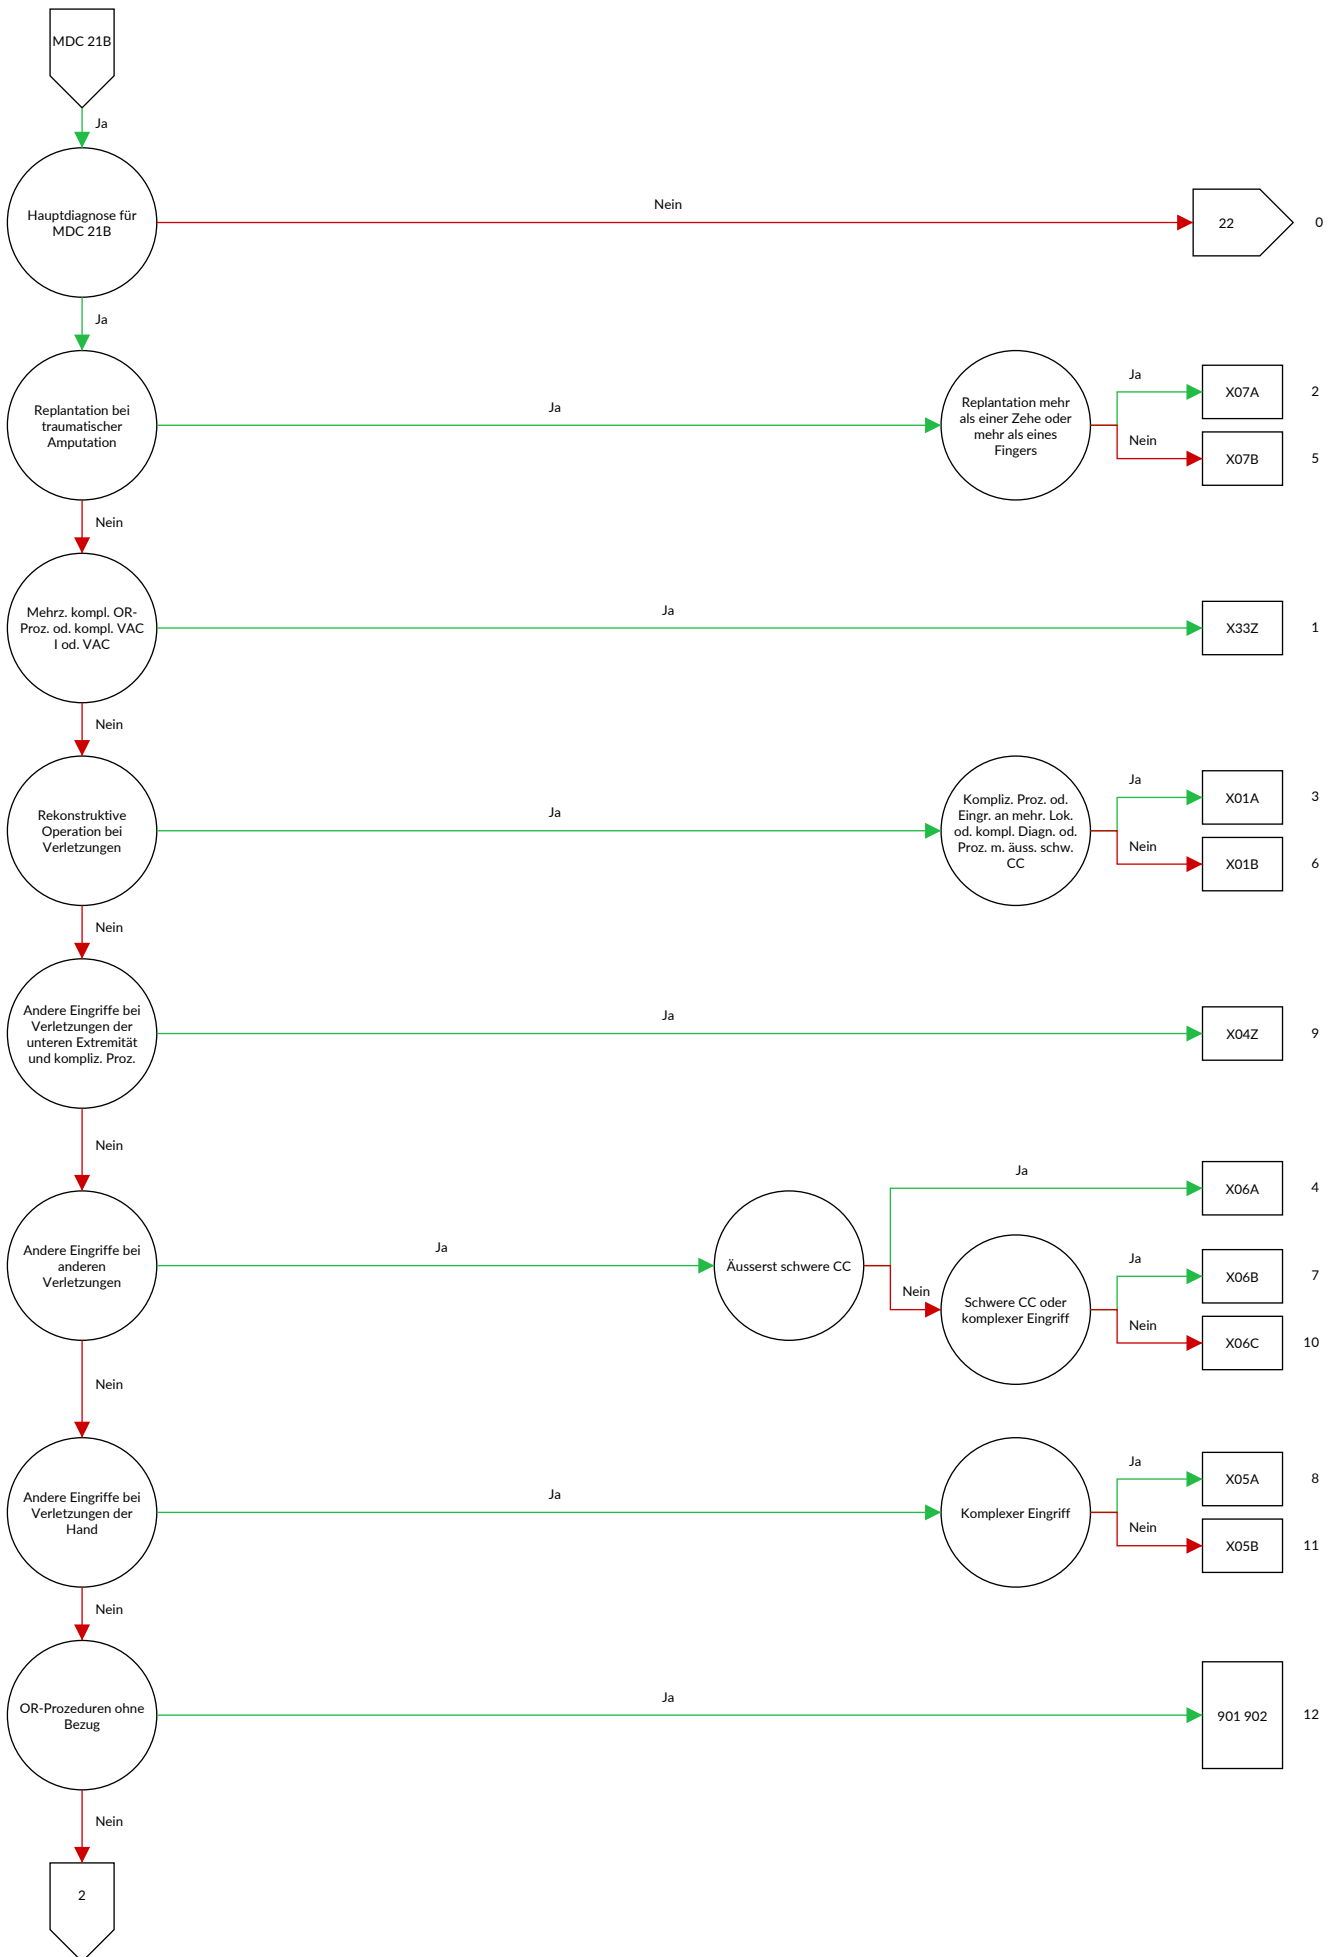 MDC 21B
Ja
Hauptdiagnose für
MDC 21B
Nein
22
0
Ja
Replantation bei
traumatischer
Amputation
Ja
Replantation mehr
als einer Zehe oder
mehr als eines
Fingers
Ja
X07A
2
Nein
X07B
5
Nein
Mehrz. kompl. OR-
Proz. od. kompl. VAC
I od. VAC
Ja
X33Z
1
Nein
Rekonstruktive
Operation bei
Verletzungen
Ja
Kompliz. Proz. od.
Eingr. an mehr. Lok.
od. kompl. Diagn. od.
Proz. m. äuss. schw.
CC
Ja
X01A
3
Nein
X01B
6
Nein
Andere Eingriffe bei
Verletzungen der
unteren Extremität
und kompliz. Proz.
Ja
X04Z
9
Nein
Andere Eingriffe bei
anderen
Verletzungen
Ja
Äusserst schwere CC
Ja
X06A
4
Nein
Schwere CC oder
komplexer Eingriff
Ja
X06B
7
Nein
X06C
10
Nein
Andere Eingriffe bei
Verletzungen der
Hand
Ja
Komplexer Eingriff
Ja
X05A
8
Nein
X05B
11
Nein
OR-Prozeduren ohne
Bezug
Ja
901 902
12
Nein
2